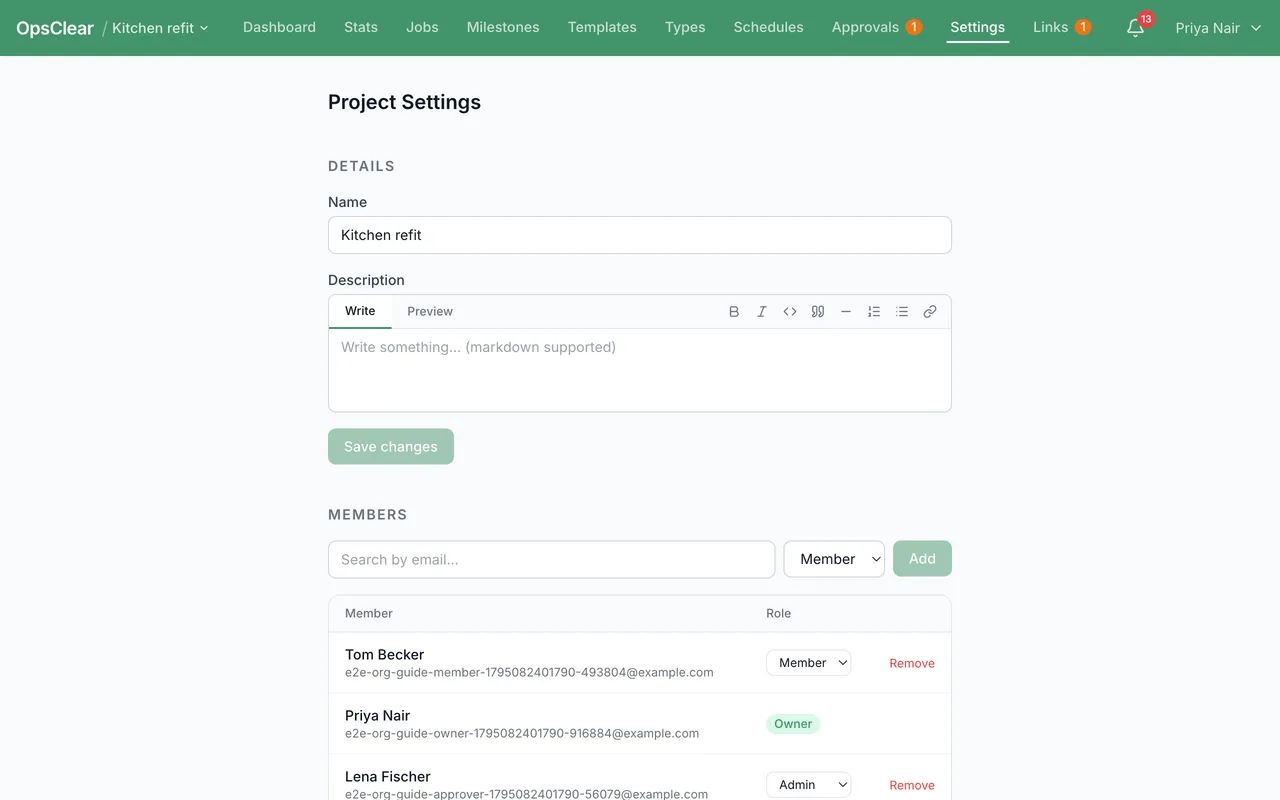 OpsClear / Kitchen refit Dashboard Stats Jobs Milestones Templates Types Schedules Approvals 1 Settings Links 1 13 Priya Nair
Project Settings
DETAILS
Name
Kitchen refit
Description
Write Preview
Write something... (markdown supported)
Save changes
MEMBERS
Search by email... Member Add
Member Role
Tom Becker
e2e-org-guide-member-1795082401790-493804@example.com Member Remove
Priya Nair
e2e-org-guide-owner-1795082401790-916884@example.com Owner
Lena Fischer
e2e-org-guide-approver-1795082401790-56079@example.com Admin Remove